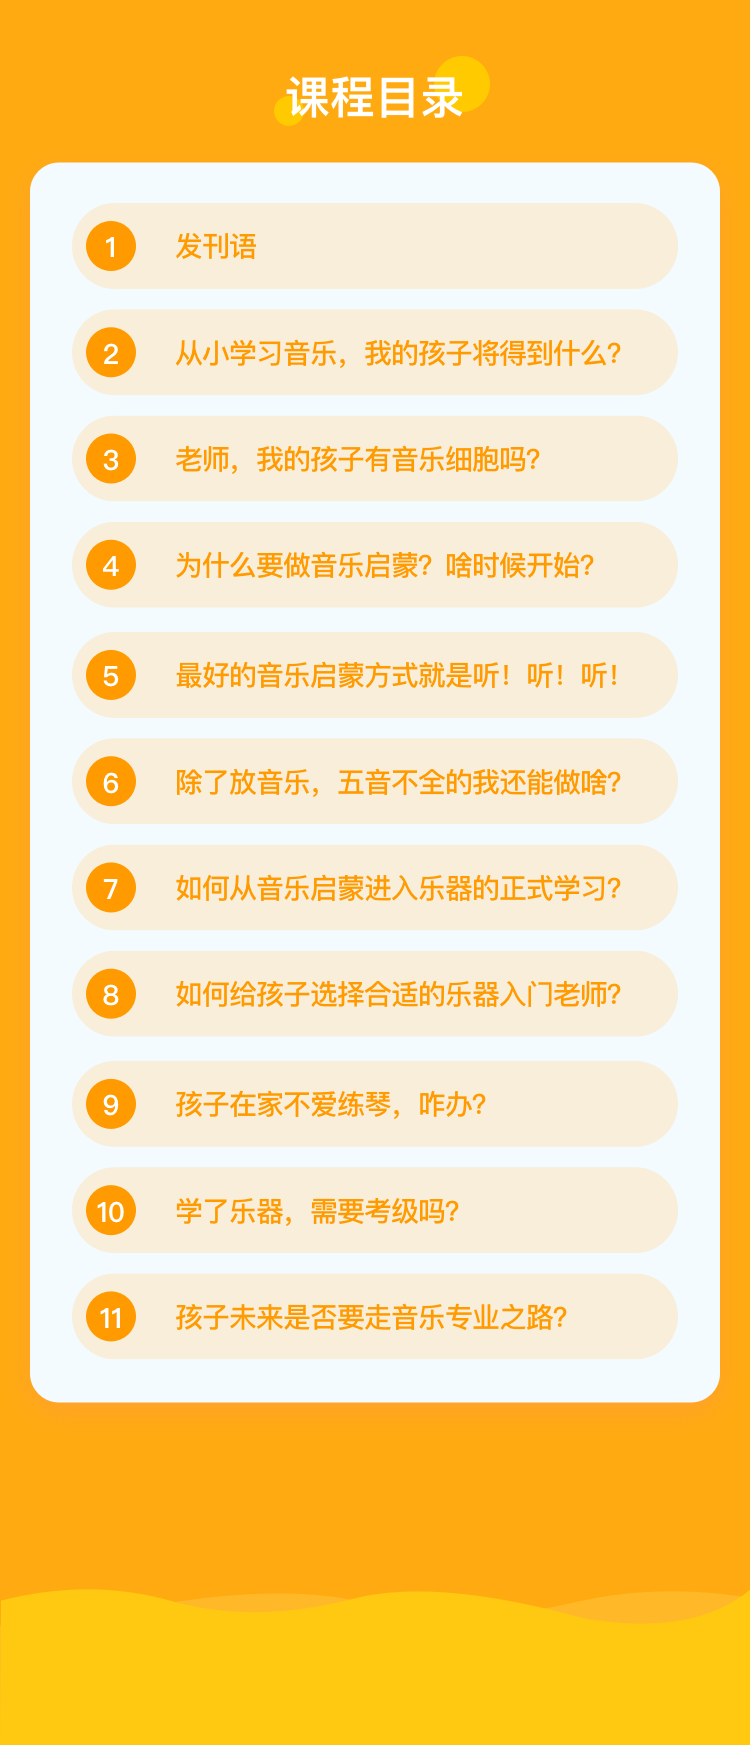 课程目录
1 发刊语
2 从小学习音乐，我的孩子将得到什么？
3 老师，我的孩子有音乐细胞吗？
4 为什么要做音乐启蒙？啥时候开始？
5 最好的音乐启蒙方式就是听！听！听！
6 除了放音乐，五音不全的我还能做啥？
7 如何从音乐启蒙进入乐器的正式学习？
8 如何给孩子选择合适的乐器入门老师？
9 孩子在家不爱练琴，咋办？
10 学了乐器，需要考级吗？
11 孩子未来是否要走音乐专业之路？